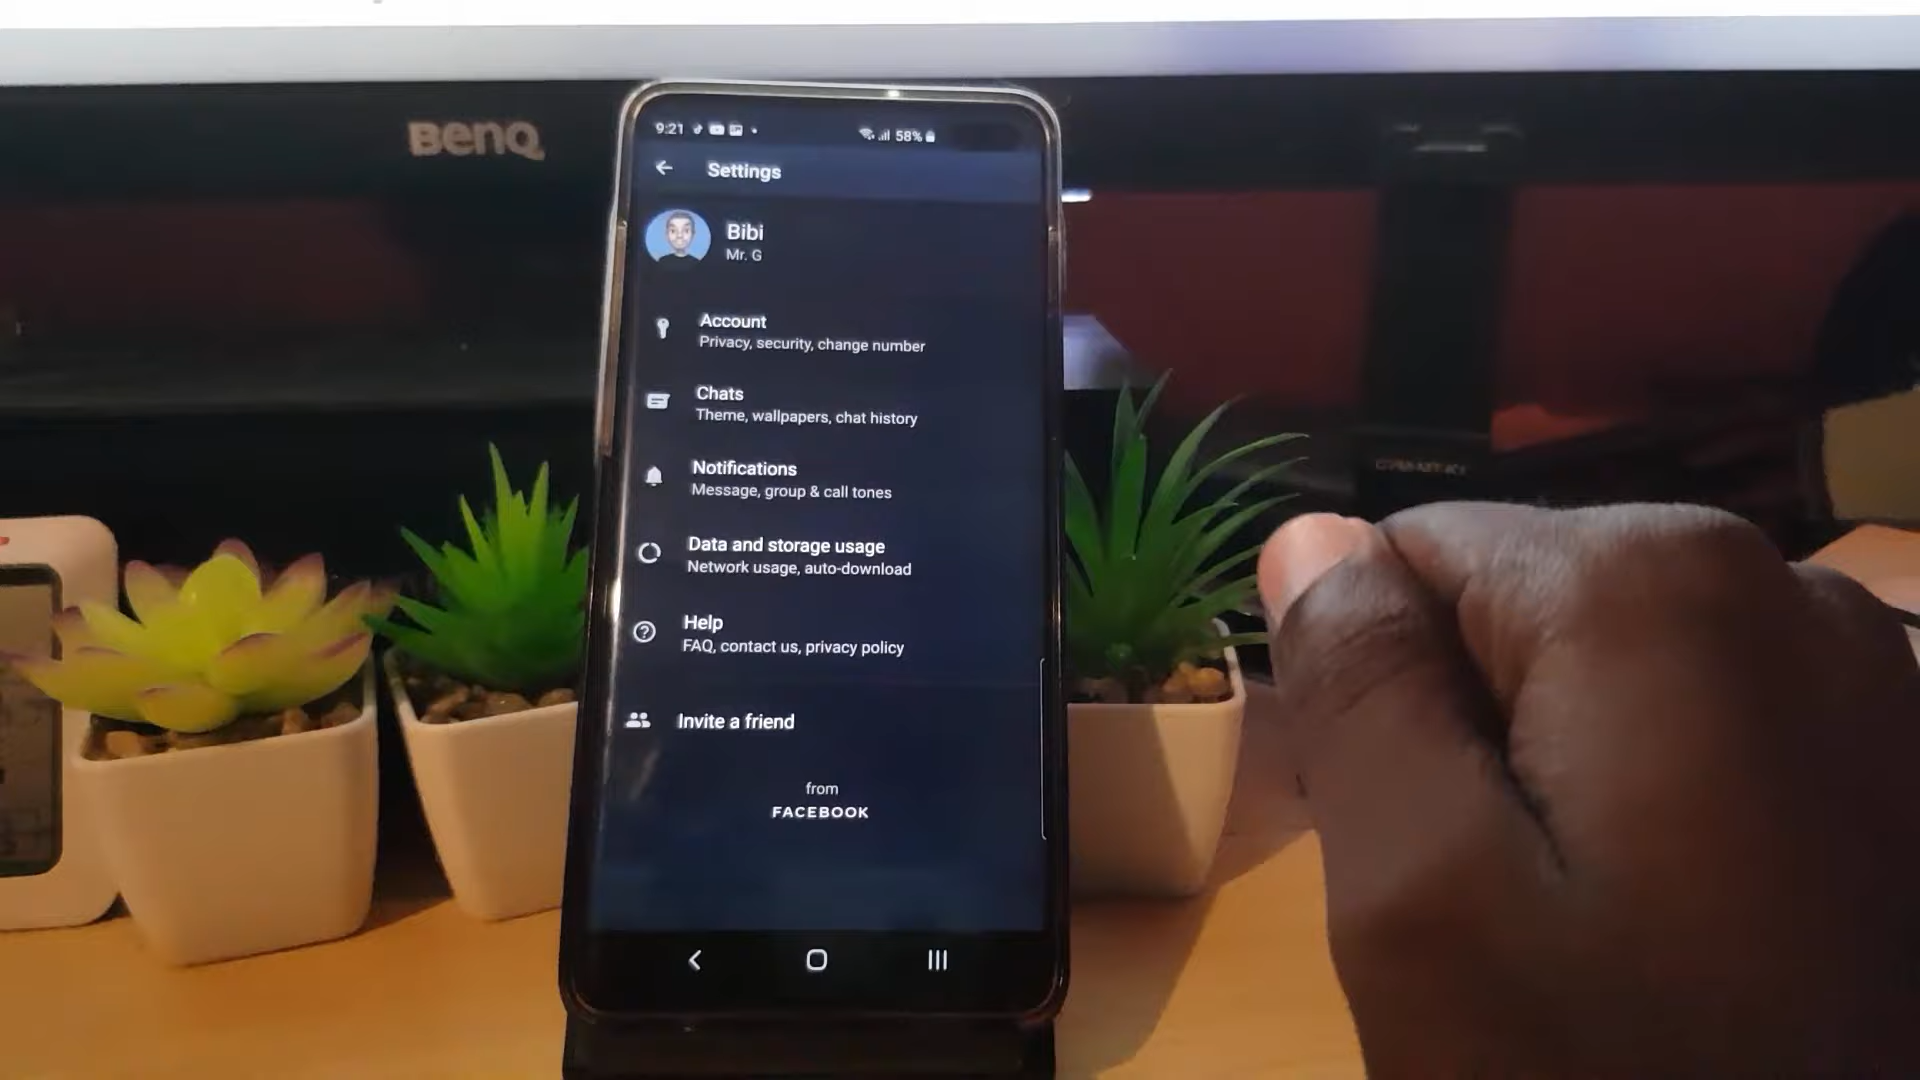 BenQ
9:21
58%
Settings
Bibi
Mr. G
Account
Privacy, security, change number
Chats
Theme, wallpapers, chat history
Notifications
Message, group & call tones
Data and storage usage
Network usage, auto-download
Help
FAQ, contact us, privacy policy
Invite a friend
from
FACEBOOK